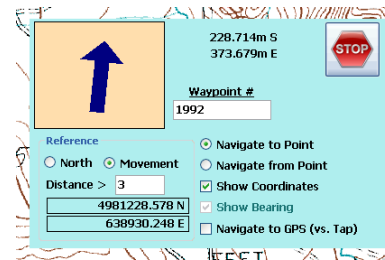 228.714m S
373.679m E
STOP
Waypoint #
1992
Reference
North Movement
Distance > 3
4981228.578 N
638930.248 E
Navigate to Point
Navigate from Point
Show Coordinates
Show Bearing
Navigate to GPS (vs. Tap)
FEET